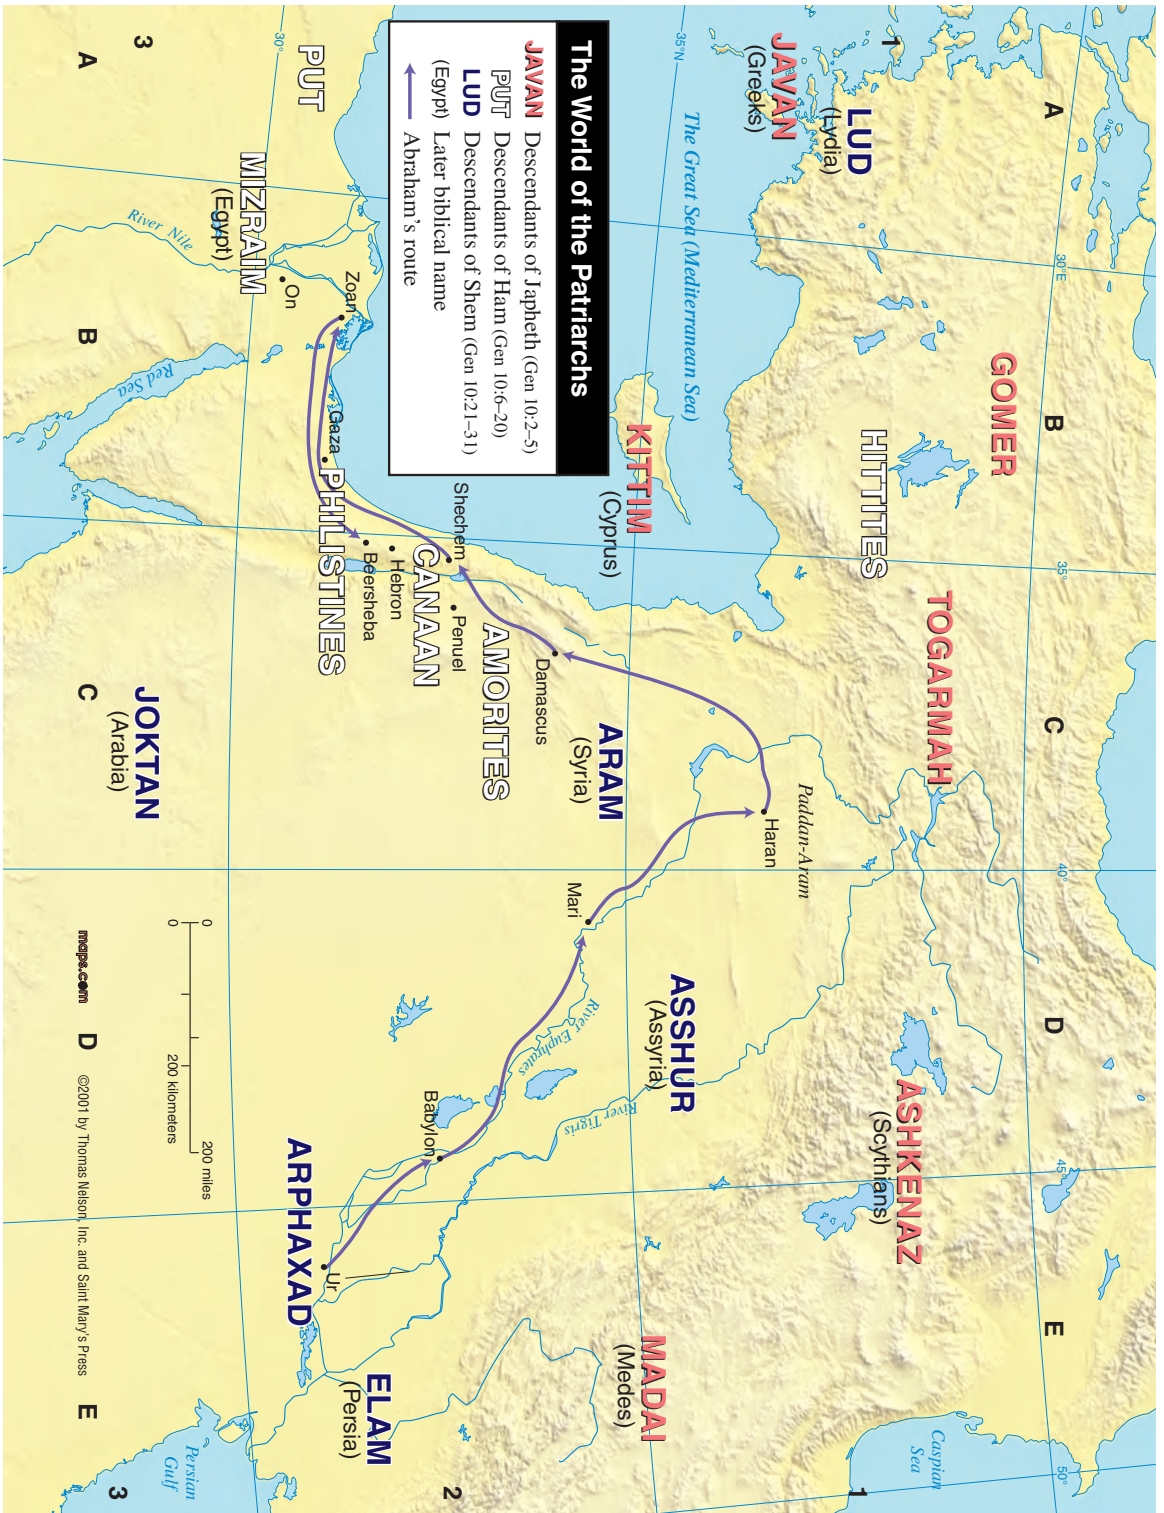 The World of the Patriarchs
JAVAN Descendants of Japheth (Gen 10:2–5)
PUT Descendants of Ham (Gen 10:6–20)
LUD Descendants of Shem (Gen 10:21–31)
(Egypt) Later biblical name
Abraham's route
A
B
C
D
E
1
1
2
3
3
A
B
C
D
E
30°E
35°
40°
45°
50°
35°N
30°
GOMER
TOGARMAH
ASHKENAZ
(Scythians)
LUD
(Lydia)
JAVAN
(Greeks)
HITTITES
Caspian
Sea
Paddan-Aram
Haran
The Great Sea (Mediterranean Sea)
KITTIM
(Cyprus)
ARAM
(Syria)
ASSHUR
(Assyria)
MADAI
(Medes)
Mari
River Euphrates
River Tigris
Damascus
AMORITES
Shechem
Penuel
CANAAN
Hebron
Beersheba
Gaza
PHILISTINES
Babylon
Ur
ARPHAXAD
ELAM
(Persia)
Persian
Gulf
PUT
MIZRAIM
(Egypt)
River Nile
Zoan
On
Red Sea
JOKTAN
(Arabia)
0
200 miles
0
200 kilometers
maps.com
©2001 by Thomas Nelson, Inc. and Saint Mary's Press